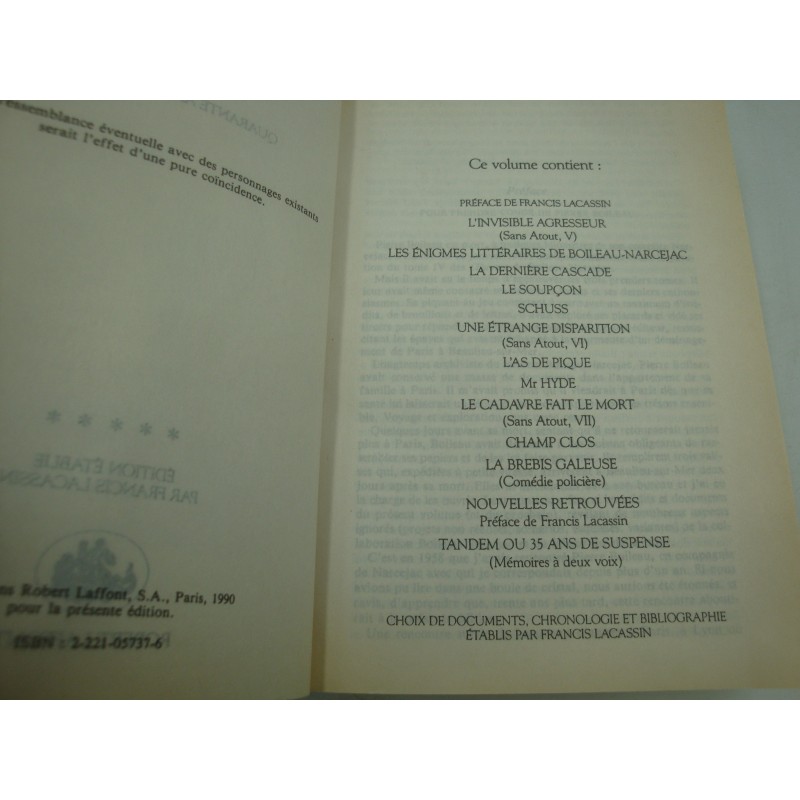 essemblance éventuelle avec des personnages existants
serait l'effet d'une pure coïncidence.
QUARANTE
* * * * *
ÉDITION ÉTABLIE
PAR FRANCIS LACASSIN
ns Robert Laffont, S.A., Paris, 1990
pour la présente édition.
ISBN : 2-221-05737-6
Ce volume contient :
PRÉFACE DE FRANCIS LACASSIN
L'INVISIBLE AGRESSEUR
(Sans Atout, V)
LES ÉNIGMES LITTÉRAIRES DE BOILEAU-NARCEJAC
LA DERNIÈRE CASCADE
LE SOUPÇON
SCHUSS
UNE ÉTRANGE DISPARITION
(Sans Atout, VI)
L'AS DE PIQUE
Mr HYDE
LE CADAVRE FAIT LE MORT
(Sans Atout, VII)
CHAMP CLOS
LA BREBIS GALEUSE
(Comédie policière)
NOUVELLES RETROUVÉES
Préface de Francis Lacassin
TANDEM OU 35 ANS DE SUSPENSE
(Mémoires à deux voix)
CHOIX DE DOCUMENTS, CHRONOLOGIE ET BIBLIOGRAPHIE
ÉTABLIS PAR FRANCIS LACASSIN